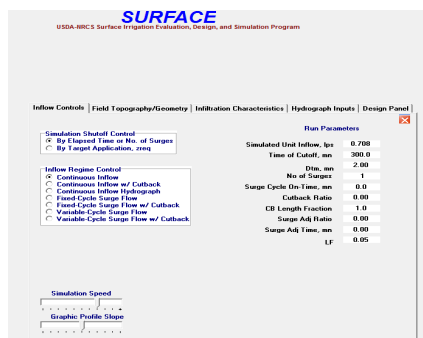 SURFACE
USDA-NRCS Surface Irrigation Evaluation, Design, and Simulation Program
Inflow Controls | Field Topography/Geometry | Infiltration Characteristics | Hydrograph Inputs | Design Panel
Simulation Shutoff Control
By Elapsed Time or No. of Surges
By Target Application, zreq
Inflow Regime Control
Continuous Inflow
Continuous Inflow w/ Cutback
Continuous Inflow Hydrograph
Fixed-Cycle Surge Flow
Fixed-Cycle Surge Flow w/ Cutback
Variable-Cycle Surge Flow
Variable-Cycle Surge Flow w/ Cutback
Simulation Speed
Graphic Profile Slope
Run Parameters
Simulated Unit Inflow, lps 0.708
Time of Cutoff, mn 300.0
Dtm, mn 2.00
No of Surges 1
Surge Cycle On-Time, mn 0.0
Cutback Ratio 0.00
CB Length Fraction 1.0
Surge Adj Ratio 0.00
Surge Adj Time, mn 0.00
LF 0.05